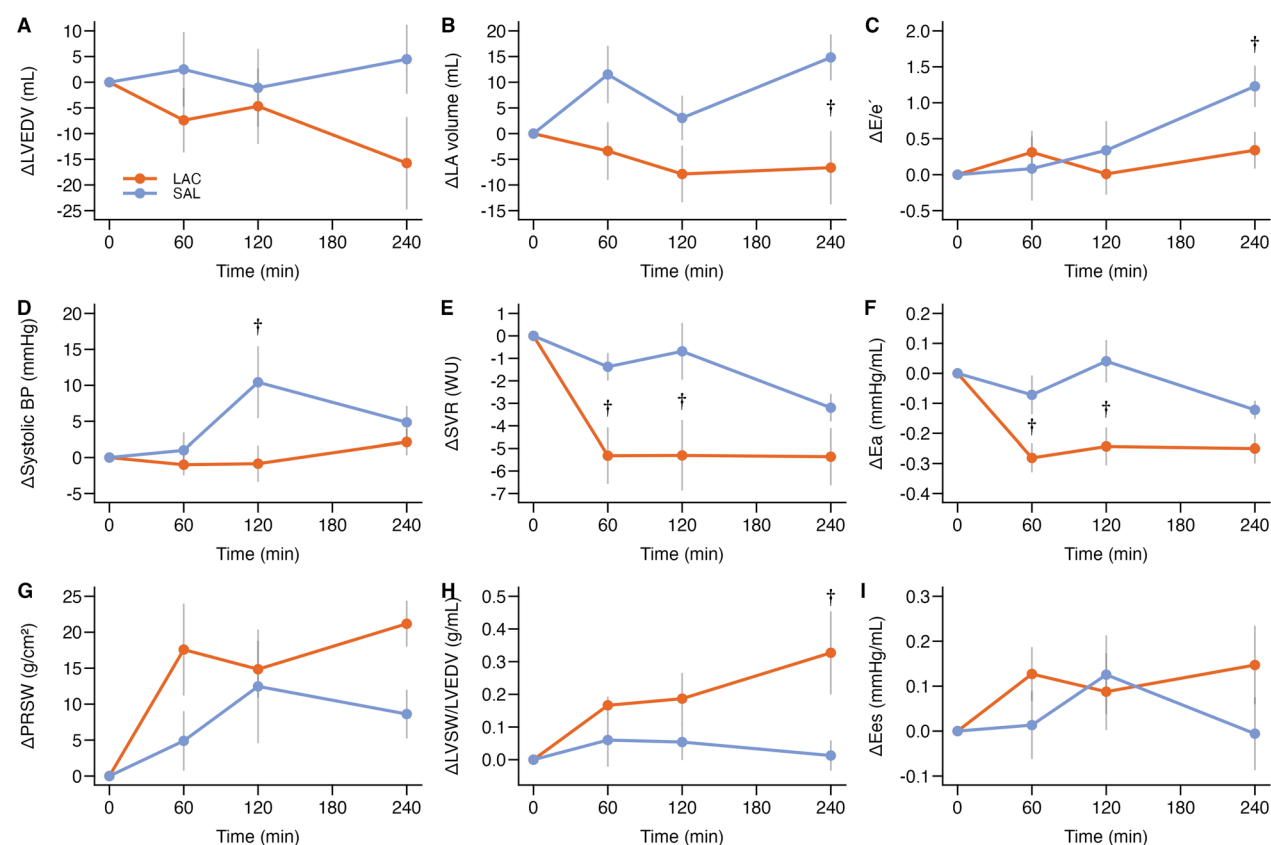 A
ΔLVEDV (mL)
10
5
0
-5
-10
-15
-20
-25
LAC
SAL
0 60 120 180 240
Time (min)
B
ΔLA volume (mL)
20
15
10
5
0
-5
-10
-15
†
0 60 120 180 240
Time (min)
C
ΔE/e´
2.0
1.5
1.0
0.5
0.0
-0.5
†
0 60 120 180 240
Time (min)
D
ΔSystolic BP (mmHg)
20
15
10
5
0
-5
†
0 60 120 180 240
Time (min)
E
ΔSVR (WU)
1
0
-1
-2
-3
-4
-5
-6
-7
† †
0 60 120 180 240
Time (min)
F
ΔEa (mmHg/mL)
0.2
0.1
0.0
-0.1
-0.2
-0.3
-0.4
†
†
0 60 120 180 240
Time (min)
G
ΔPRSW (g/cm²)
25
20
15
10
5
0
0 60 120 180 240
Time (min)
H
ΔLVSW/LVEDV (g/mL)
0.5
0.4
0.3
0.2
0.1
0.0
†
0 60 120 180 240
Time (min)
I
ΔEes (mmHg/mL)
0.3
0.2
0.1
0.0
-0.1
0 60 120 180 240
Time (min)